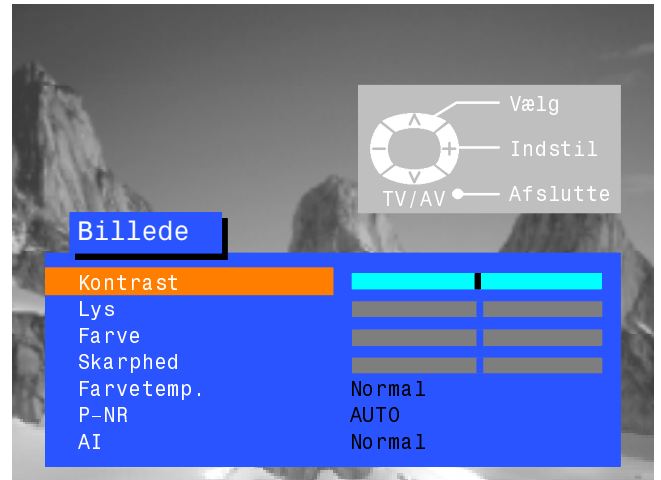 Vælg
Indstil
TV/AV Afslutte
Billede
Kontrast
Lys
Farve
Skarphed
Farvetemp. Normal
P-NR AUTO
AI Normal